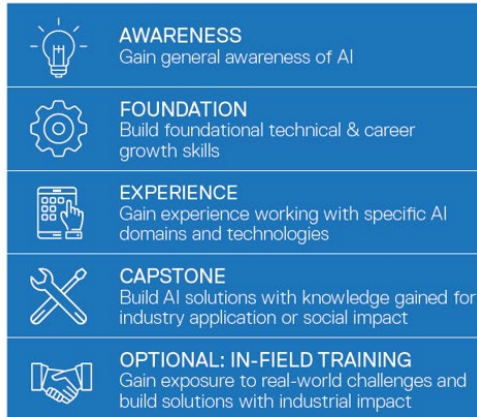 AWARENESS
Gain general awareness of AI
FOUNDATION
Build foundational technical & career
growth skills
EXPERIENCE
Gain experience working with specific AI
domains and technologies
CAPSTONE
Build AI solutions with knowledge gained for
industry application or social impact
OPTIONAL: IN-FIELD TRAINING
Gain exposure to real-world challenges and
build solutions with industrial impact